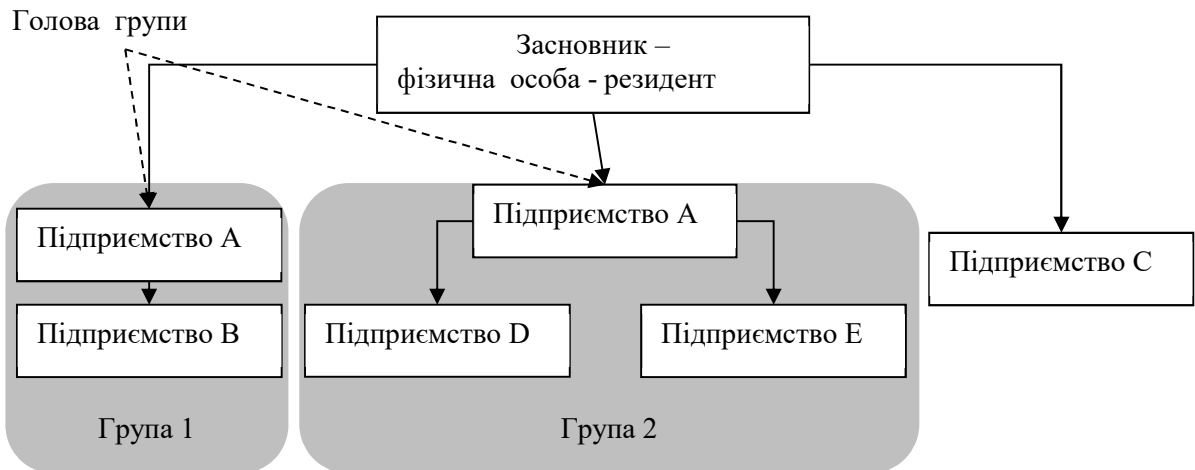 Голова групи
Засновник –
фізична особа - резидент
Підприємство А
Підприємство А
Підприємство С
Підприємство В
Підприємство D
Підприємство Е
Група 1
Група 2